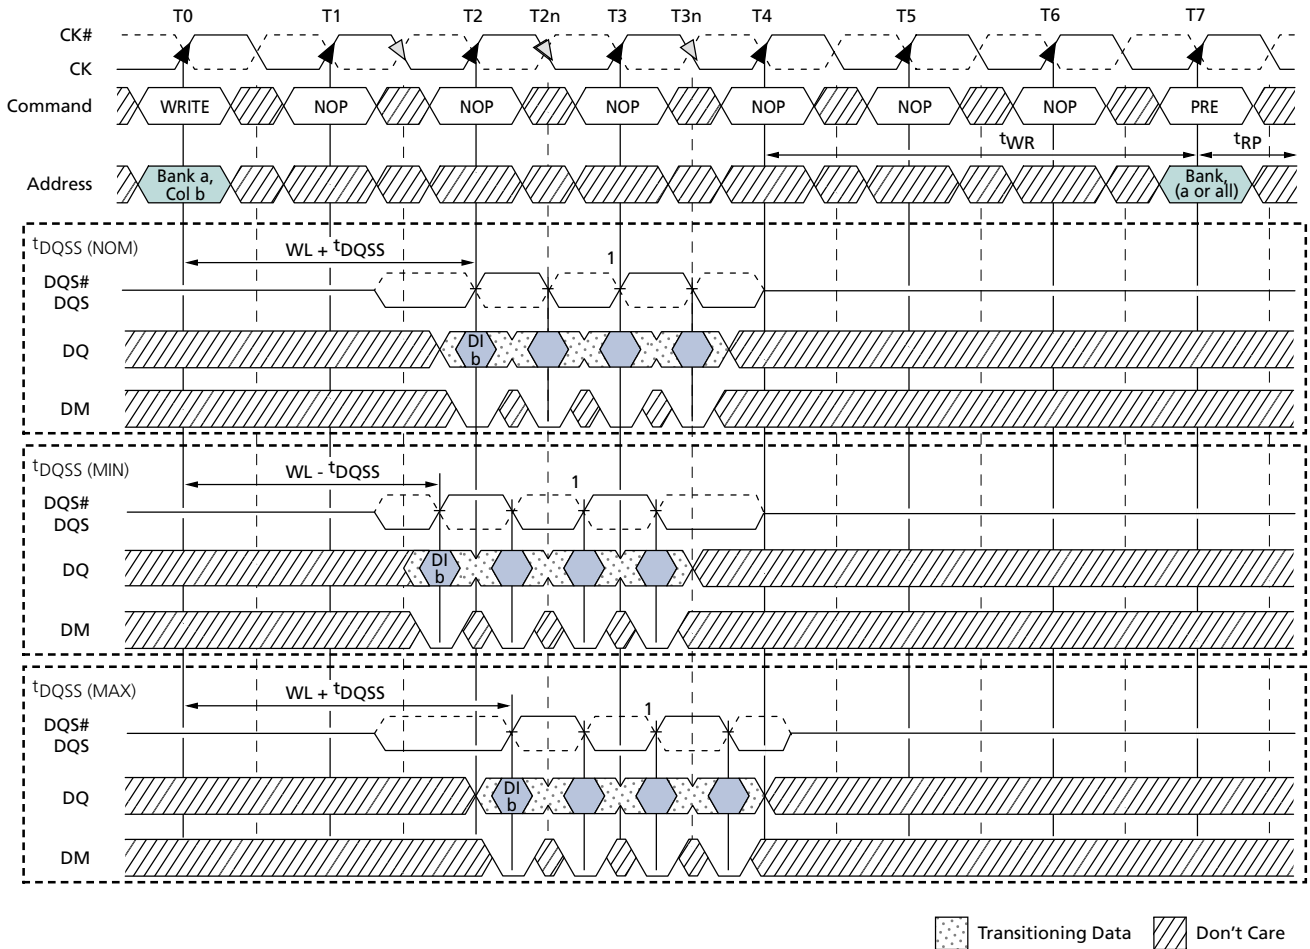 T0 T1 T2 T2n T3 T3n T4 T5 T6 T7
CK#
CK
Command WRITE NOP NOP NOP NOP NOP NOP PRE
tWR tRP
Address Bank a, Bank,
Col b (a or all)
tDQSS (NOM)
WL + tDQSS
1
DQS#
DQS
DQ DI
b
DM
tDQSS (MIN)
WL - tDQSS
1
DQS#
DQS
DQ DI
b
DM
tDQSS (MAX)
WL + tDQSS
1
DQS#
DQS
DQ DI
b
DM
Transitioning Data Don't Care